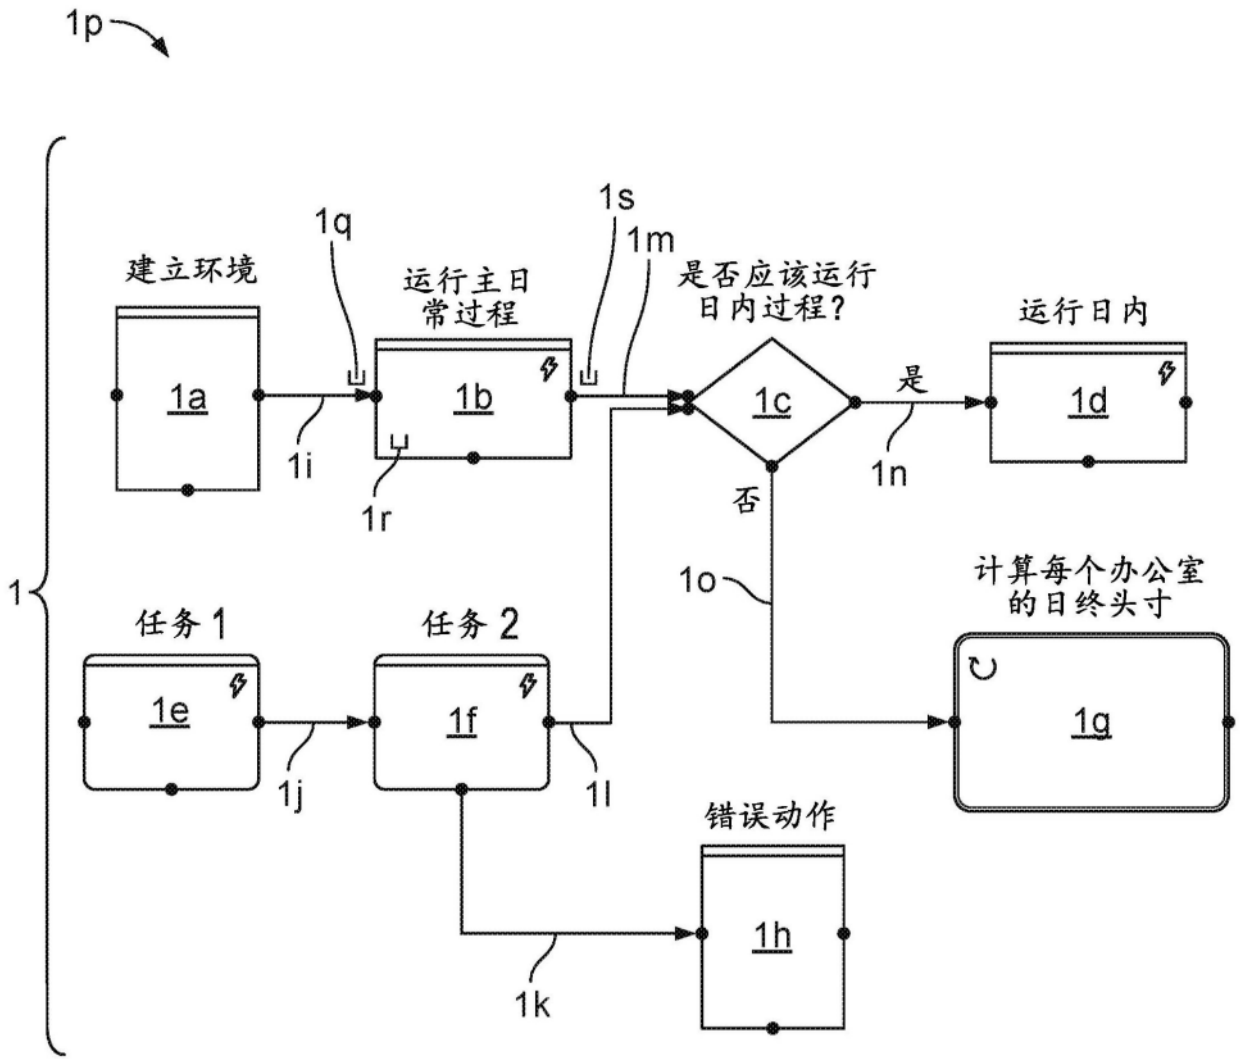 1p
1s
1q
1m
建立环境
运行主日
常过程
是否应该运行
日内过程?
运行日内
1a
1b
1c
是
1d
1i
1r
否
1n
1
1o
计算每个办公室
的日终头寸
任务1
任务2
1e
1f
1g
1j
1l
错误动作
1h
1k